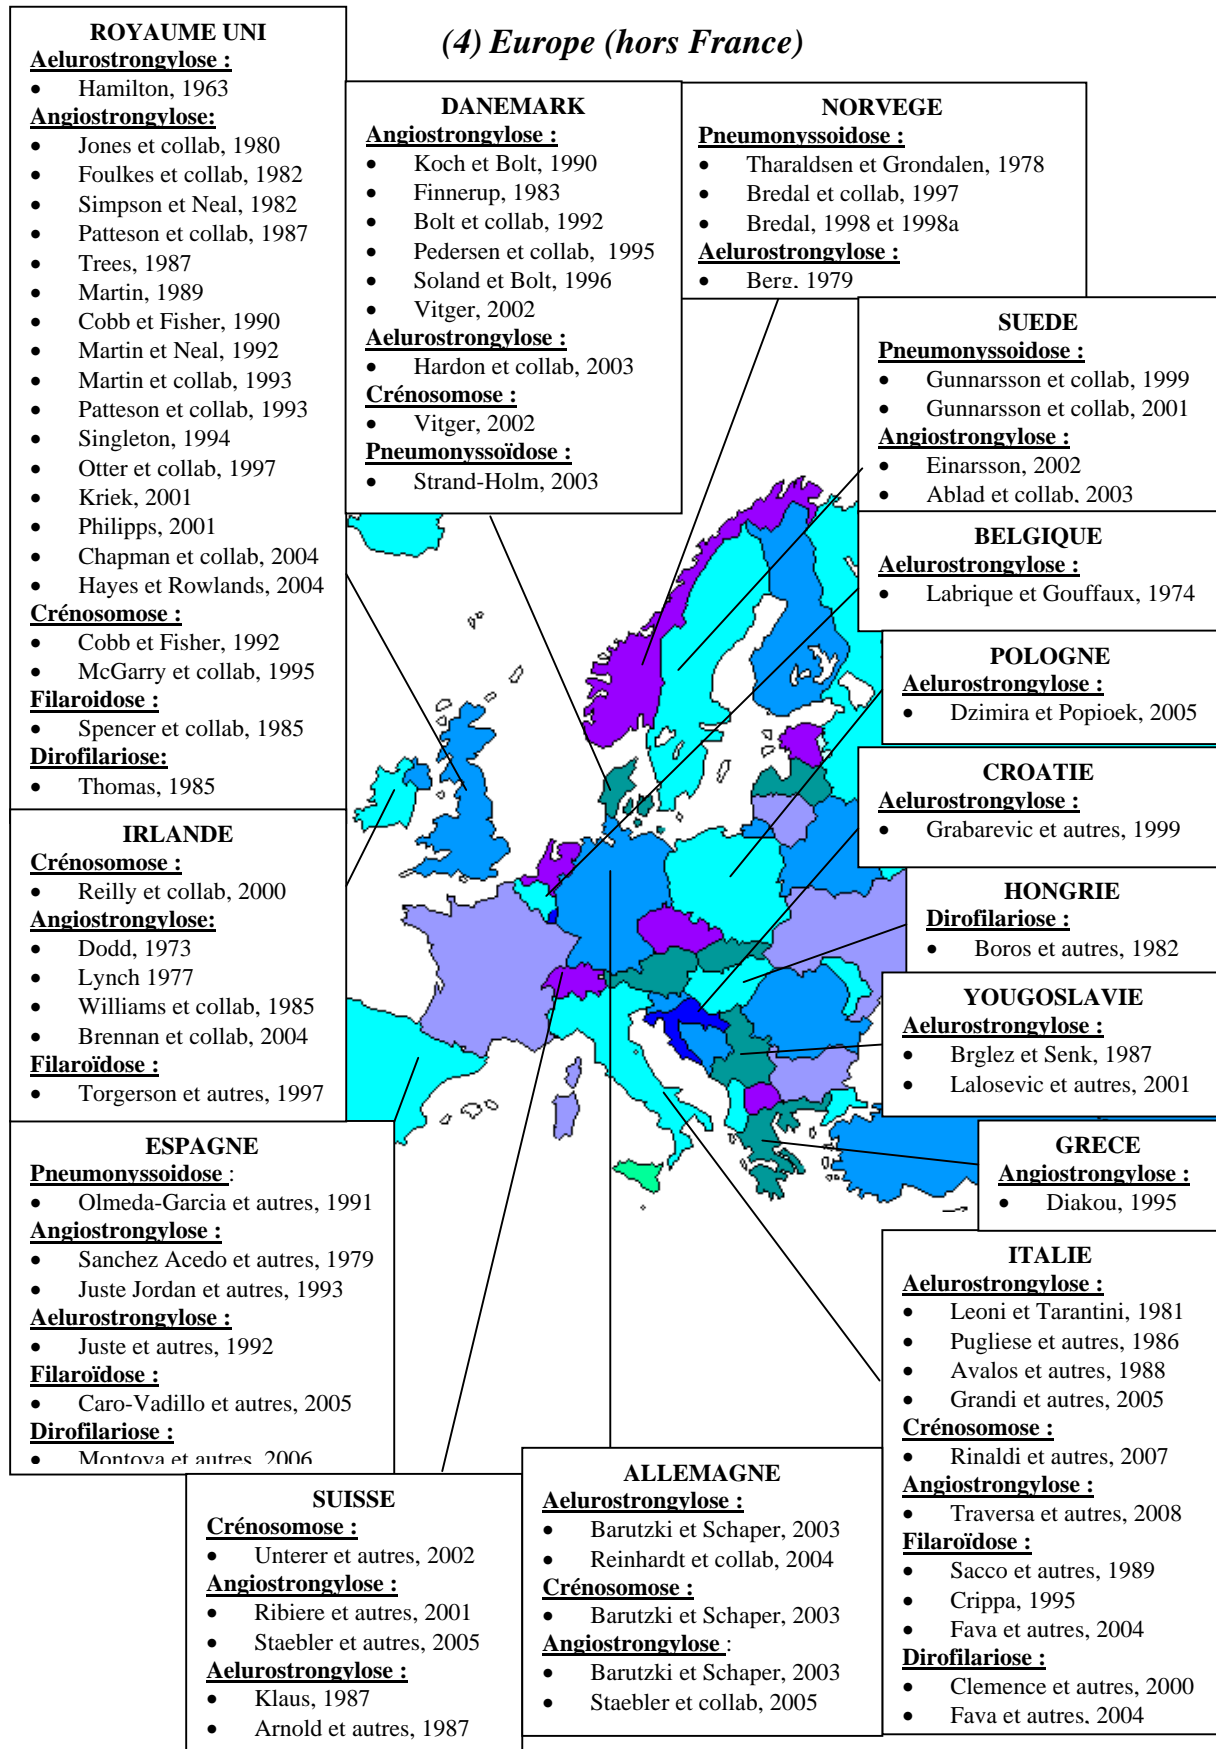 (4) Europe (hors France)
ROYAUME UNI
Aelurostrongylose :
• Hamilton, 1963
Angiostrongylose:
• Jones et collab, 1980
• Foulkes et collab, 1982
• Simpson et Neal, 1982
• Patteson et collab, 1987
• Trees, 1987
• Martin, 1989
• Cobb et Fisher, 1990
• Martin et Neal, 1992
• Martin et collab, 1993
• Patteson et collab, 1993
• Singleton, 1994
• Otter et collab, 1997
• Kriek, 2001
• Philipps, 2001
• Chapman et collab, 2004
• Hayes et Rowlands, 2004
Crénosomose :
• Cobb et Fisher, 1992
• McGarry et collab, 1995
Filaroidose :
• Spencer et collab, 1985
Dirofilariose:
• Thomas, 1985
DANEMARK
Angiostrongylose :
• Koch et Bolt, 1990
• Finnerup, 1983
• Bolt et collab, 1992
• Pedersen et collab, 1995
• Soland et Bolt, 1996
• Vitger, 2002
Aelurostrongylose :
• Hardon et collab, 2003
Crénosomose :
• Vitger, 2002
Pneumonyssoïdose :
• Strand-Holm, 2003
NORVEGE
Pneumonyssoidose :
• Tharaldsen et Grondalen, 1978
• Bredal et collab, 1997
• Bredal, 1998 et 1998a
Aelurostrongylose :
• Berg, 1979
SUEDE
Pneumonyssoidose :
• Gunnarsson et collab, 1999
• Gunnarsson et collab, 2001
Angiostrongylose :
• Einarsson, 2002
• Ablad et collab, 2003
BELGIQUE
Aelurostrongylose :
• Labrique et Gouffaux, 1974
POLOGNE
Aelurostrongylose :
• Dzimira et Popioek, 2005
CROATIE
Aelurostrongylose :
• Grabarevic et autres, 1999
HONGRIE
Dirofilariose :
• Boros et autres, 1982
YOUGOSLAVIE
Aelurostrongylose :
• Brglez et Senk, 1987
• Lalosevic et autres, 2001
GRECE
Angiostrongylose :
• Diakou, 1995
IRLANDE
Crénosomose :
• Reilly et collab, 2000
Angiostrongylose:
• Dodd, 1973
• Lynch 1977
• Williams et collab, 1985
• Brennan et collab, 2004
Filaroïdose :
• Torgerson et autres, 1997
ESPAGNE
Pneumonyssoidose :
• Olmeda-Garcia et autres, 1991
Angiostrongylose :
• Sanchez Acedo et autres, 1979
• Juste Jordan et autres, 1993
Aelurostrongylose :
• Juste et autres, 1992
Filaroïdose :
• Caro-Vadillo et autres, 2005
Dirofilariose :
• Montoya et autres, 2006
SUISSE
Crénosomose :
• Unterer et autres, 2002
Angiostrongylose :
• Ribiere et autres, 2001
• Staebler et autres, 2005
Aelurostrongylose :
• Klaus, 1987
• Arnold et autres, 1987
ALLEMAGNE
Aelurostrongylose :
• Barutzki et Schaper, 2003
• Reinhardt et collab, 2004
Crénosomose :
• Barutzki et Schaper, 2003
Angiostrongylose :
• Barutzki et Schaper, 2003
• Staebler et collab, 2005
ITALIE
Aelurostrongylose :
• Leoni et Tarantini, 1981
• Pugliese et autres, 1986
• Avalos et autres, 1988
• Grandi et autres, 2005
Crénosomose :
• Rinaldi et autres, 2007
Angiostrongylose :
• Traversa et autres, 2008
Filaroïdose :
• Sacco et autres, 1989
• Crippa, 1995
• Fava et autres, 2004
Dirofilariose :
• Clemence et autres, 2000
• Fava et autres, 2004